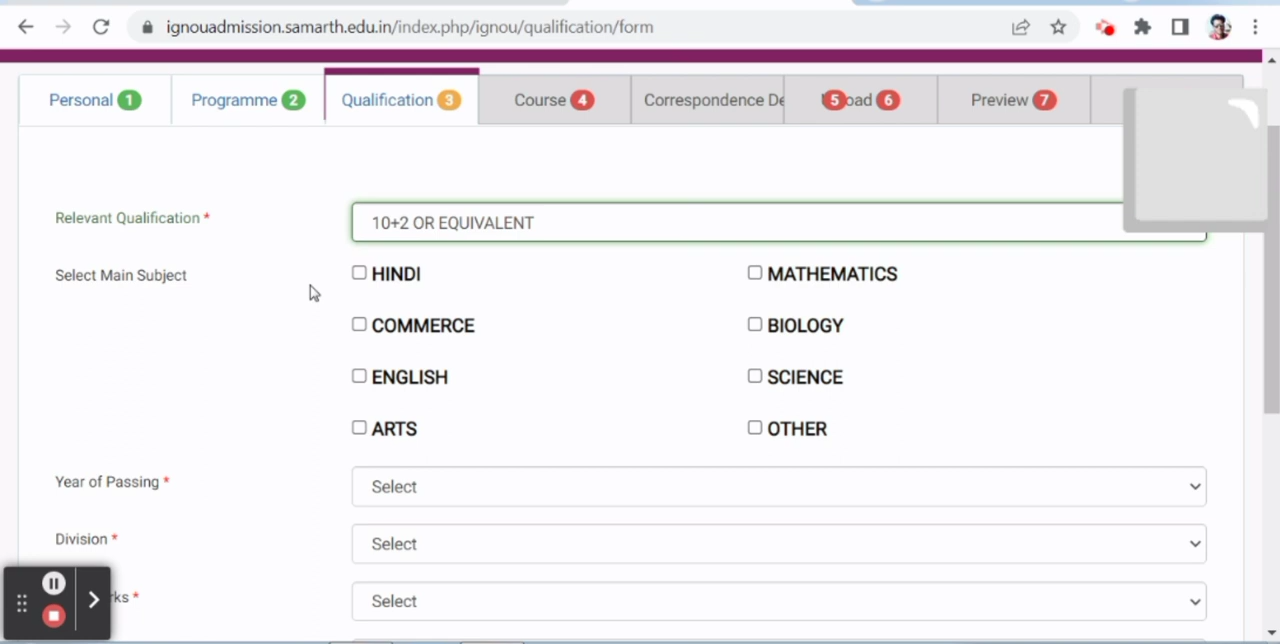 ignouadmission.samarth.edu.in/index.php/ignou/qualification/form
Personal 1 Programme 2 Qualification 3 Course 4 Correspondence De 5 oad 6 Preview 7
Relevant Qualification *
10+2 OR EQUIVALENT
Select Main Subject
HINDI MATHEMATICS
COMMERCE BIOLOGY
ENGLISH SCIENCE
ARTS OTHER
Year of Passing * Select
Division * Select
rks * Select